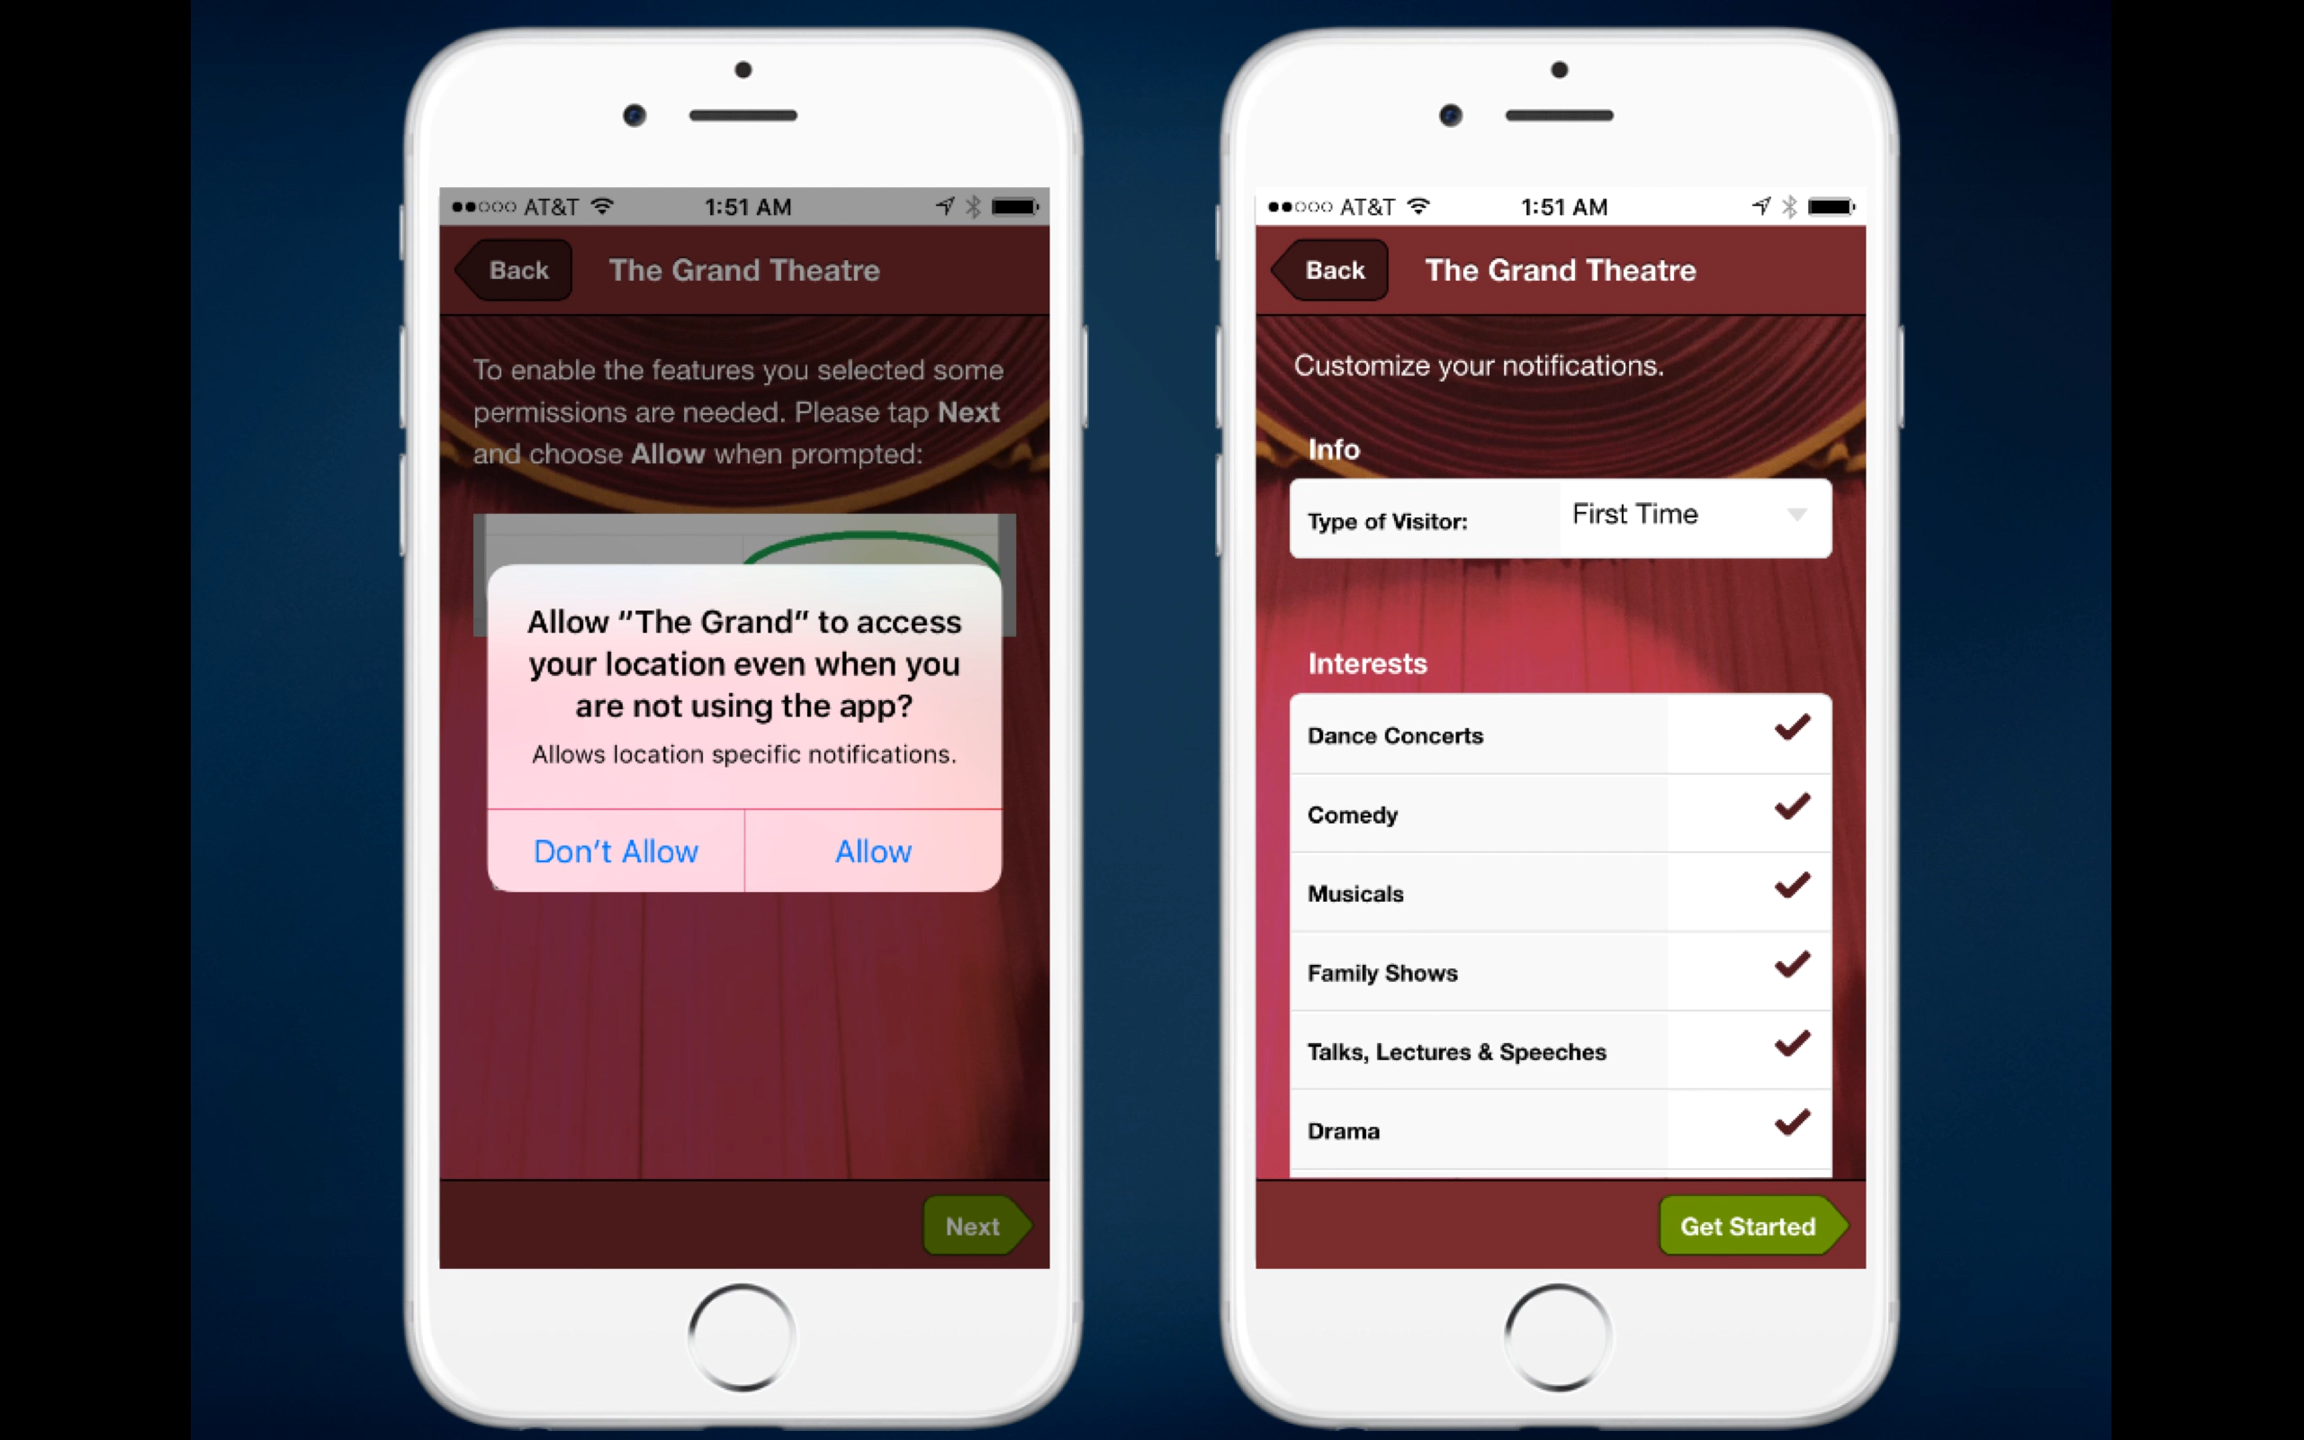 AT&T 1:51 AM
Back The Grand Theatre
To enable the features you selected some
permissions are needed. Please tap Next
and choose Allow when prompted:
Allow “The Grand” to access
your location even when you
are not using the app?
Allows location specific notifications.
Don’t Allow Allow
Next
AT&T 1:51 AM
Back The Grand Theatre
Customize your notifications.
Info
Type of Visitor: First Time
Interests
Dance Concerts
Comedy
Musicals
Family Shows
Talks, Lectures & Speeches
Drama
Get Started